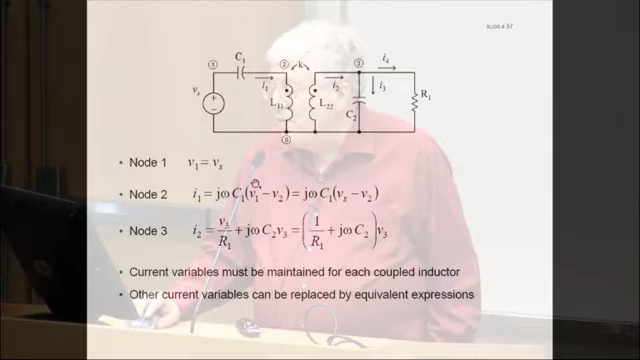 SLIDE # 57
C₁
① ② k ③ i₄
i₁ i₂ i₃
vₛ + − L₁₁ L₂₂ C₂ R₁
⓪
• Node 1 v₁ = vₛ
• Node 2 i₁ = jω C₁(v₁ − v₂) = jω C₁(vₛ − v₂)
• Node 3 i₂ = v₃/R₁ + jω C₂v₃ = (1/R₁ + jω C₂) v₃
• Current variables must be maintained for each coupled inductor
• Other current variables can be replaced by equivalent expressions